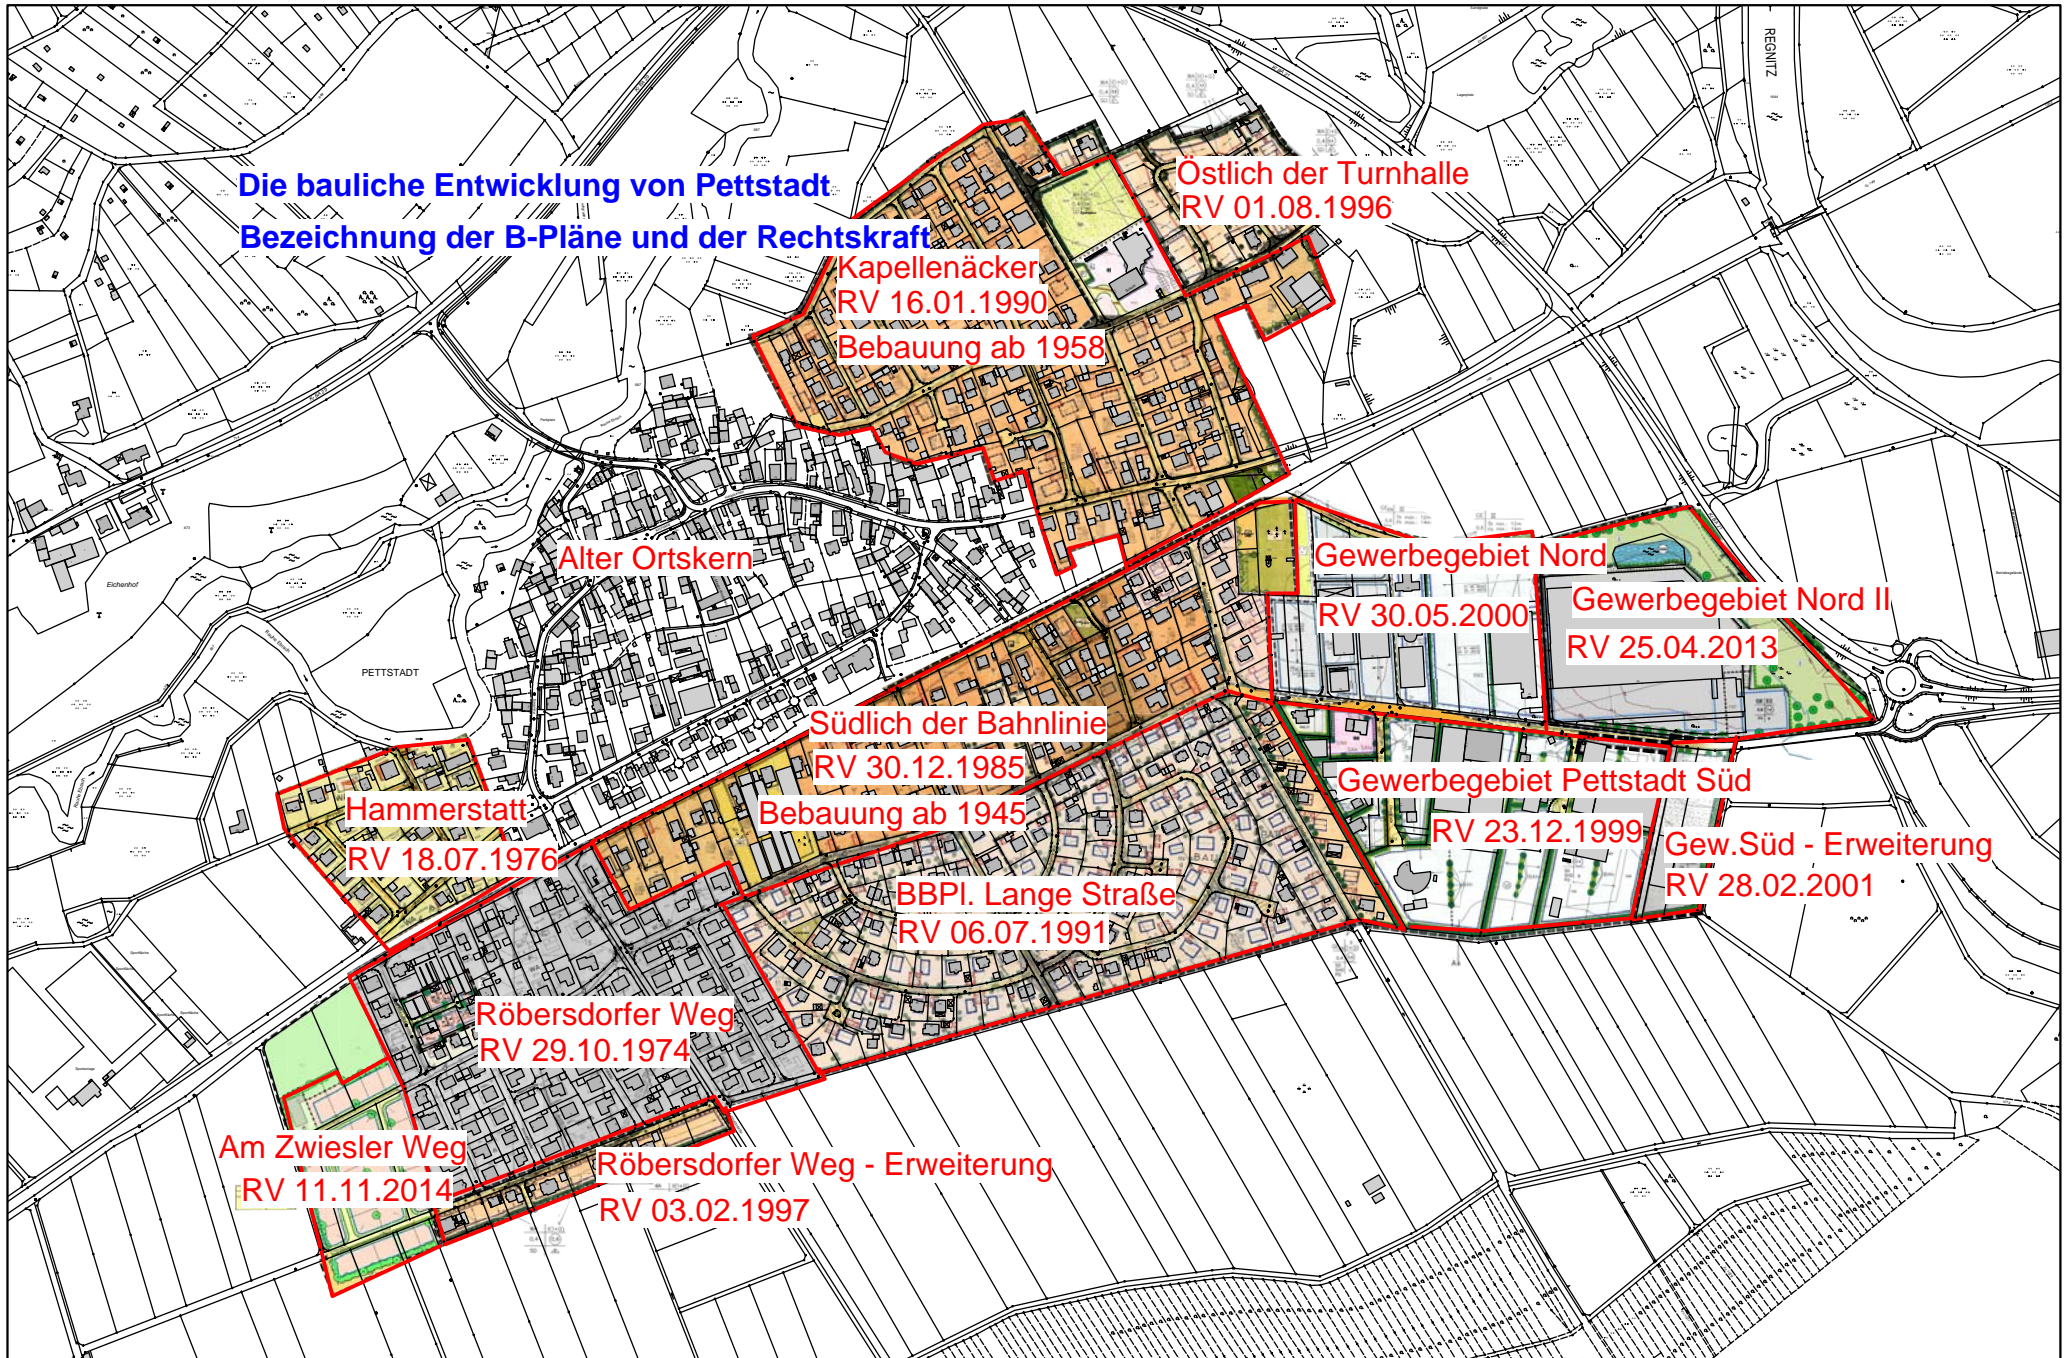 Die bauliche Entwicklung von Pettstadt
Bezeichnung der B-Pläne und der Rechtskraft
REGNITZ
Östlich der Turnhalle
RV 01.08.1996
Kapellenäcker
RV 16.01.1990
Bebauung ab 1958
Alter Ortskern
Eichenhof
PETTSTADT
Gewerbegebiet Nord
RV 30.05.2000
Gewerbegebiet Nord II
RV 25.04.2013
Südlich der Bahnlinie
RV 30.12.1985
Bebauung ab 1945
Gewerbegebiet Pettstadt Süd
RV 23.12.1999
Gew.Süd - Erweiterung
RV 28.02.2001
Hammerstatt
RV 18.07.1976
BBPl. Lange Straße
RV 06.07.1991
Röbersdorfer Weg
RV 29.10.1974
Am Zwiesler Weg
RV 11.11.2014
Röbersdorfer Weg - Erweiterung
RV 03.02.1997